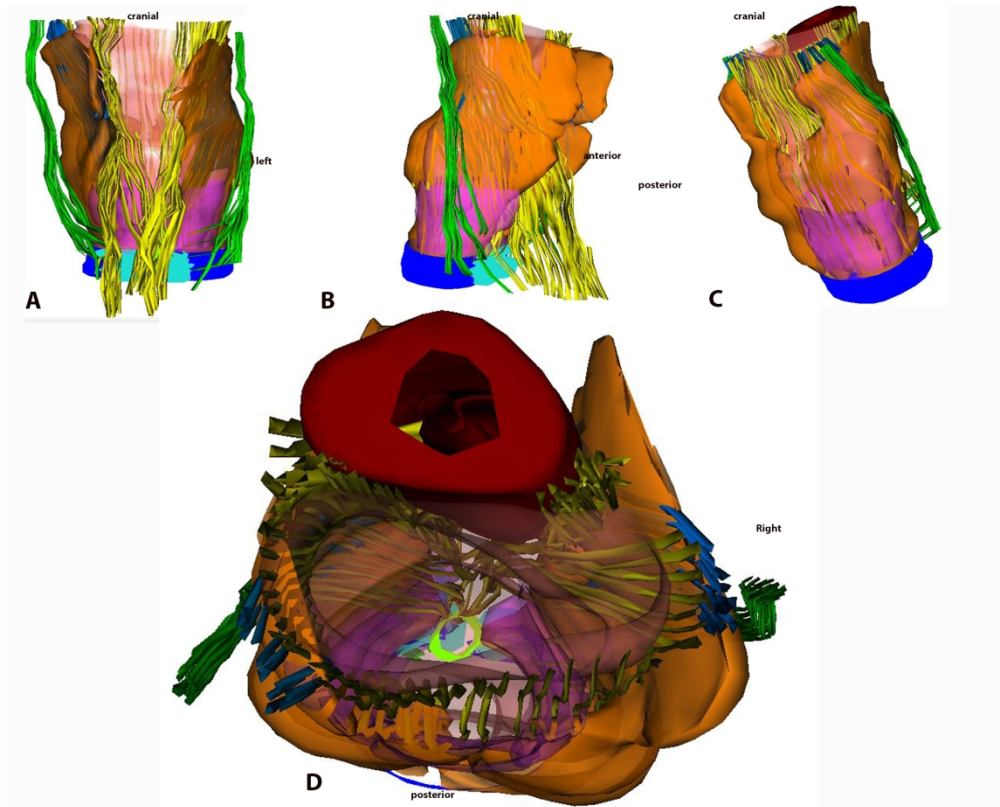 cranial
cranial
cranial
left
anterior
posterior
A
B
C
Right
D
posterior